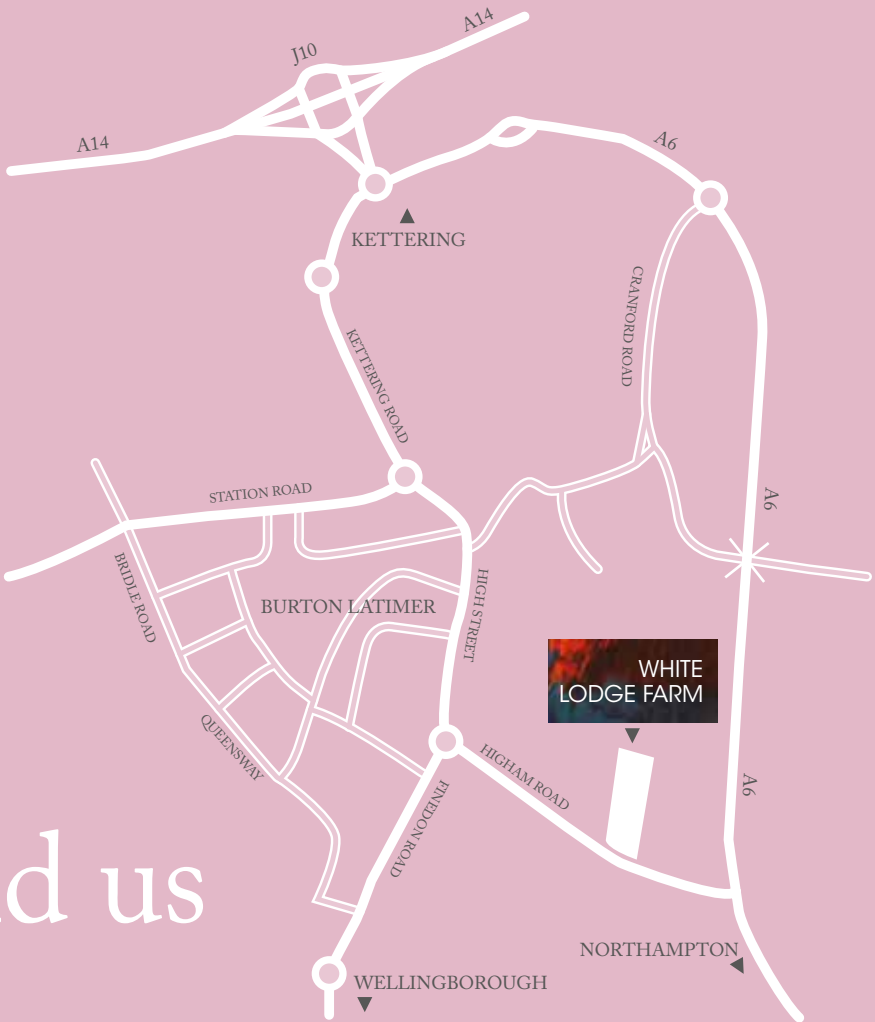 A14
J10
A14
A6
KETTERING
CRANFORD ROAD
KETTERING ROAD
STATION ROAD
A6
BRIDLE ROAD
BURTON LATIMER
HIGH STREET
WHITE
LODGE FARM
QUEENSWAY
HIGHAM ROAD
A6
FINEDON ROAD
us
NORTHAMPTON
WELLINGBOROUGH